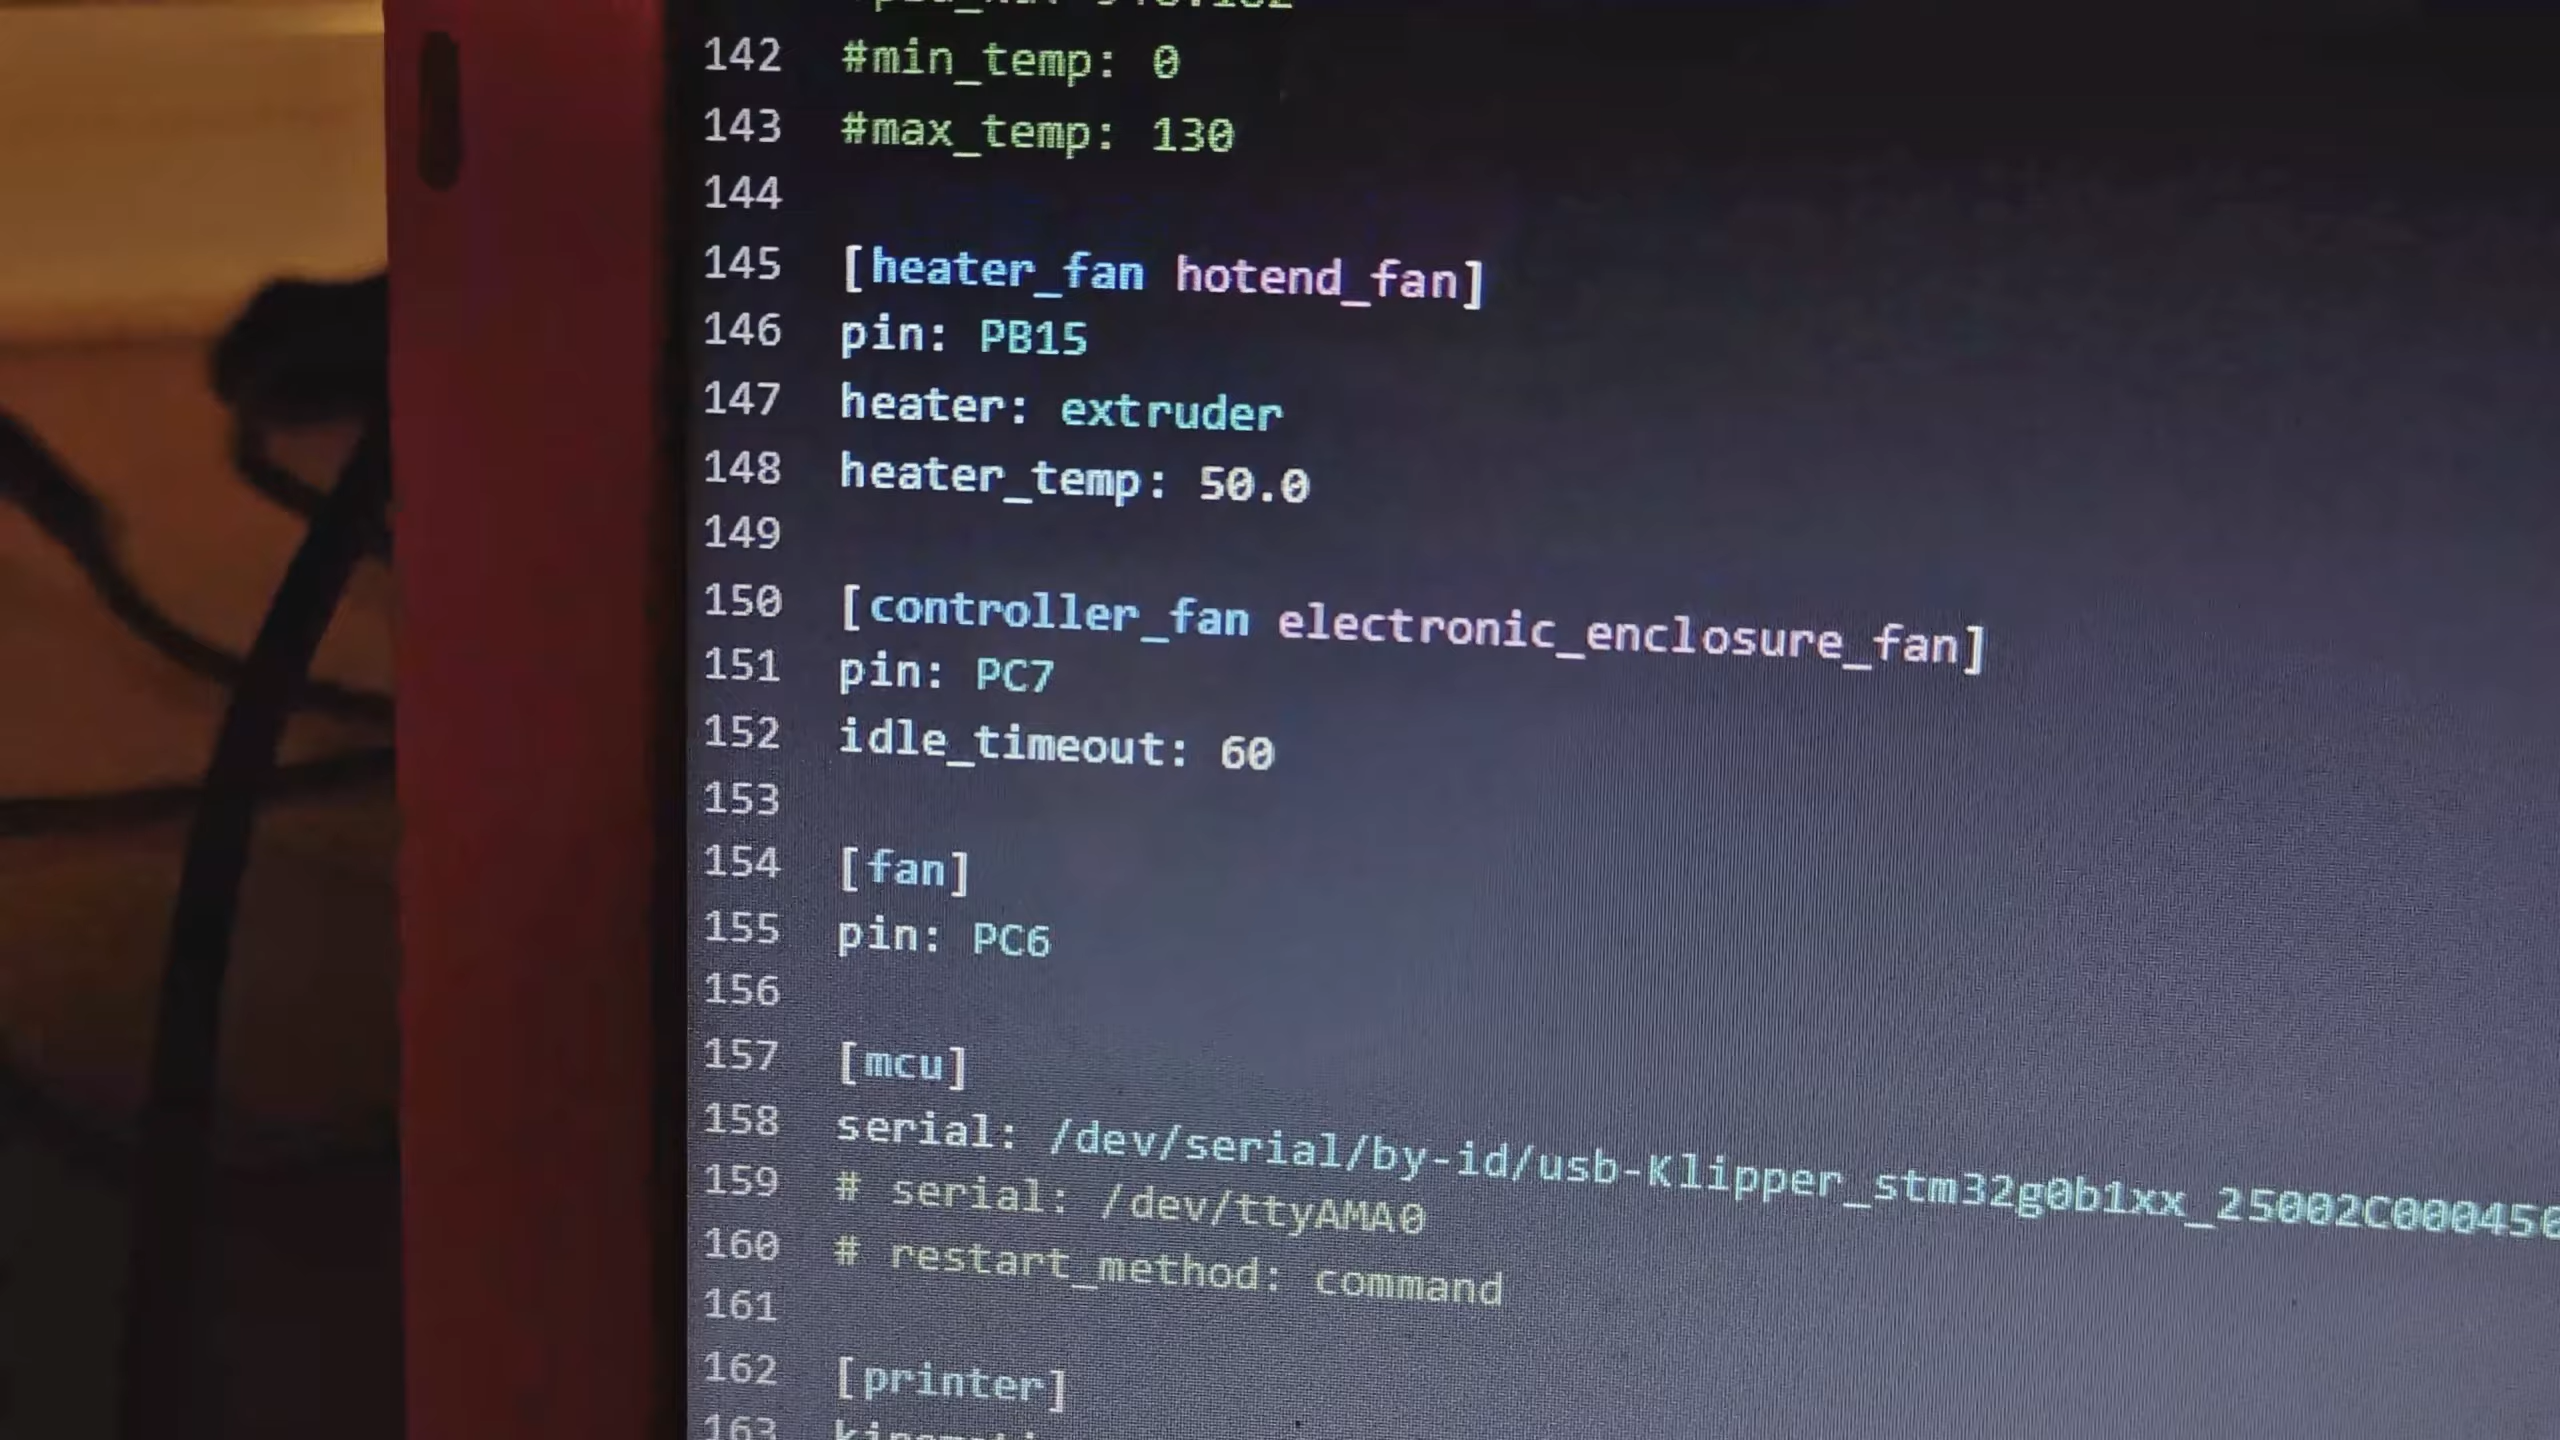 142 #min_temp: 0
143 #max_temp: 130
144
145 [heater_fan hotend_fan]
146 pin: PB15
147 heater: extruder
148 heater_temp: 50.0
149
150 [controller_fan electronic_enclosure_fan]
151 pin: PC7
152 idle_timeout: 60
153
154 [fan]
155 pin: PC6
156
157 [mcu]
158 serial: /dev/serial/by-id/usb-Klipper_stm32g0b1xx_25002C000450
159 # serial: /dev/ttyAMA0
160 # restart_method: command
161
162 [printer]
163